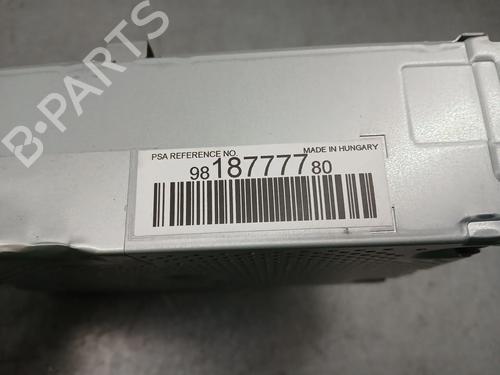 B-PARTS
PSA REFERENCE NO. MADE IN HUNGARY
98 187777 80